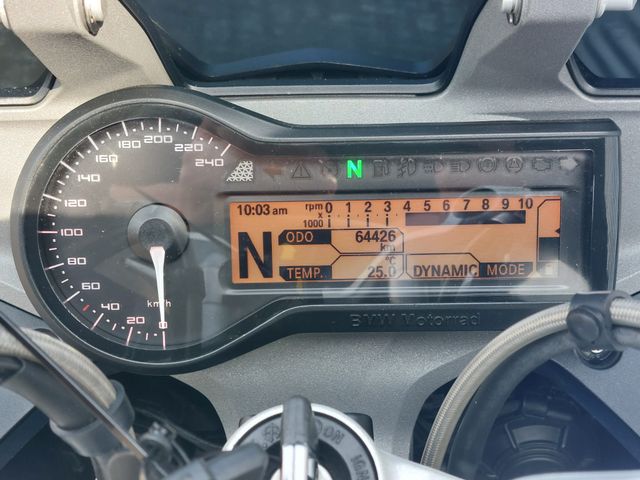 220
200
180
160
140
120
100
80
60
40
20
0
240
km/h
N
10:03 am
rpm 0 1 2 3 4 5 6 7 8 9 10
x
1000
N
ODO 64426
km
°C
TEMP. 25.0
DYNAMIC MODE
BMW Motorrad
IGN